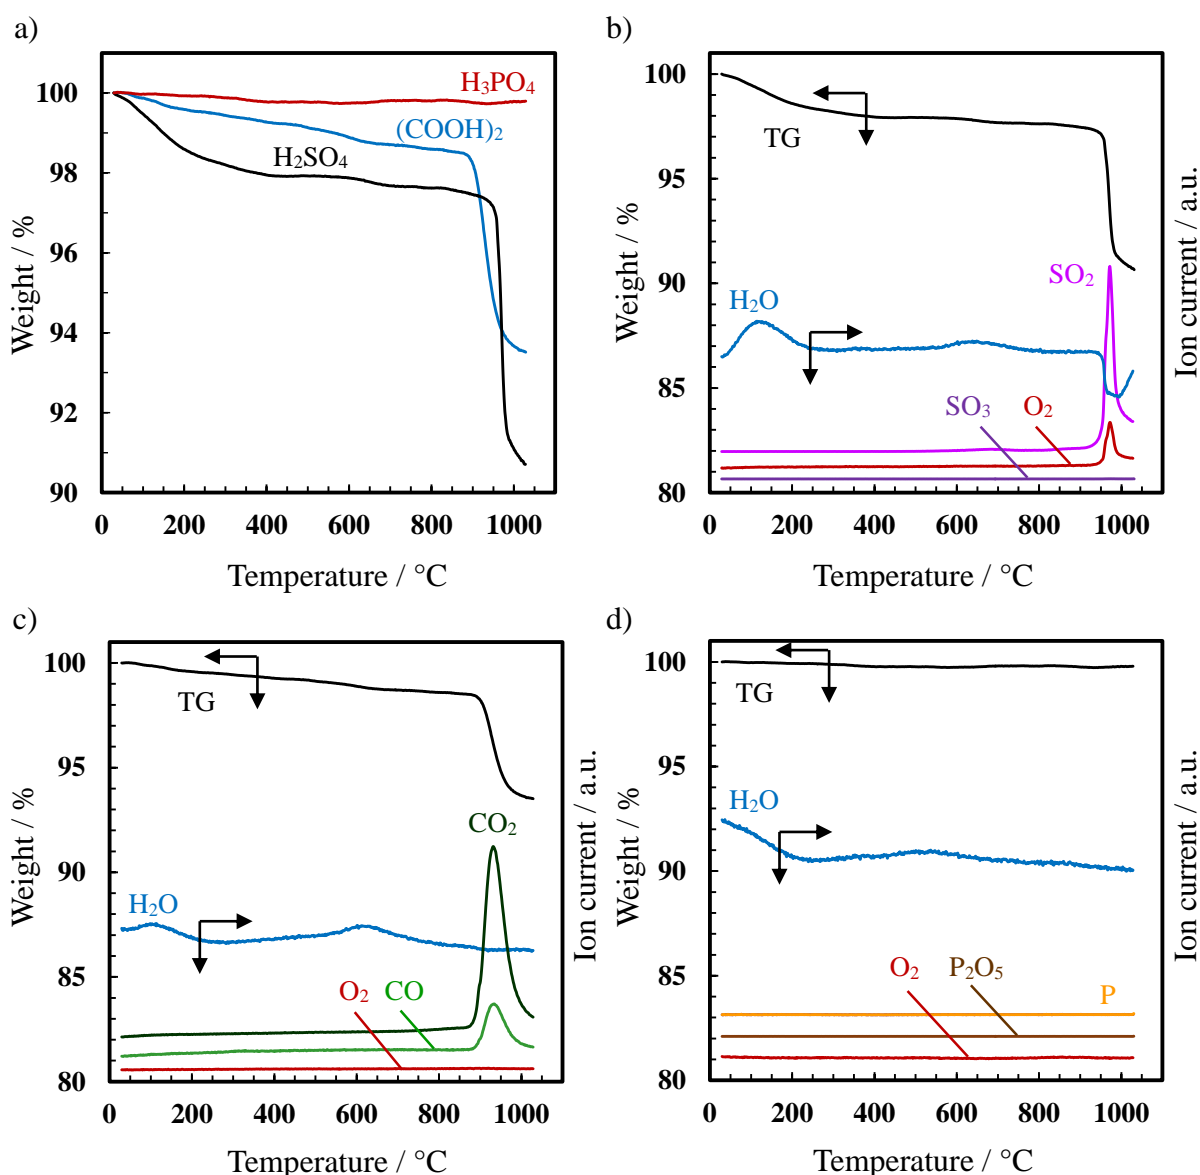 a)
H₃PO₄
(COOH)₂
H₂SO₄
Weight / %
100
98
96
94
92
90
0 200 400 600 800 1000
Temperature / °C
b)
TG
H₂O
SO₂
SO₃
O₂
Weight / %
100
95
90
85
80
0 200 400 600 800 1000
Temperature / °C
Ion current / a.u.
c)
TG
CO₂
H₂O
O₂ CO
Weight / %
100
95
90
85
80
0 200 400 600 800 1000
Temperature / °C
Ion current / a.u.
d)
TG
H₂O
O₂
P₂O₅
P
Weight / %
100
95
90
85
80
0 200 400 600 800 1000
Temperature / °C
Ion current / a.u.